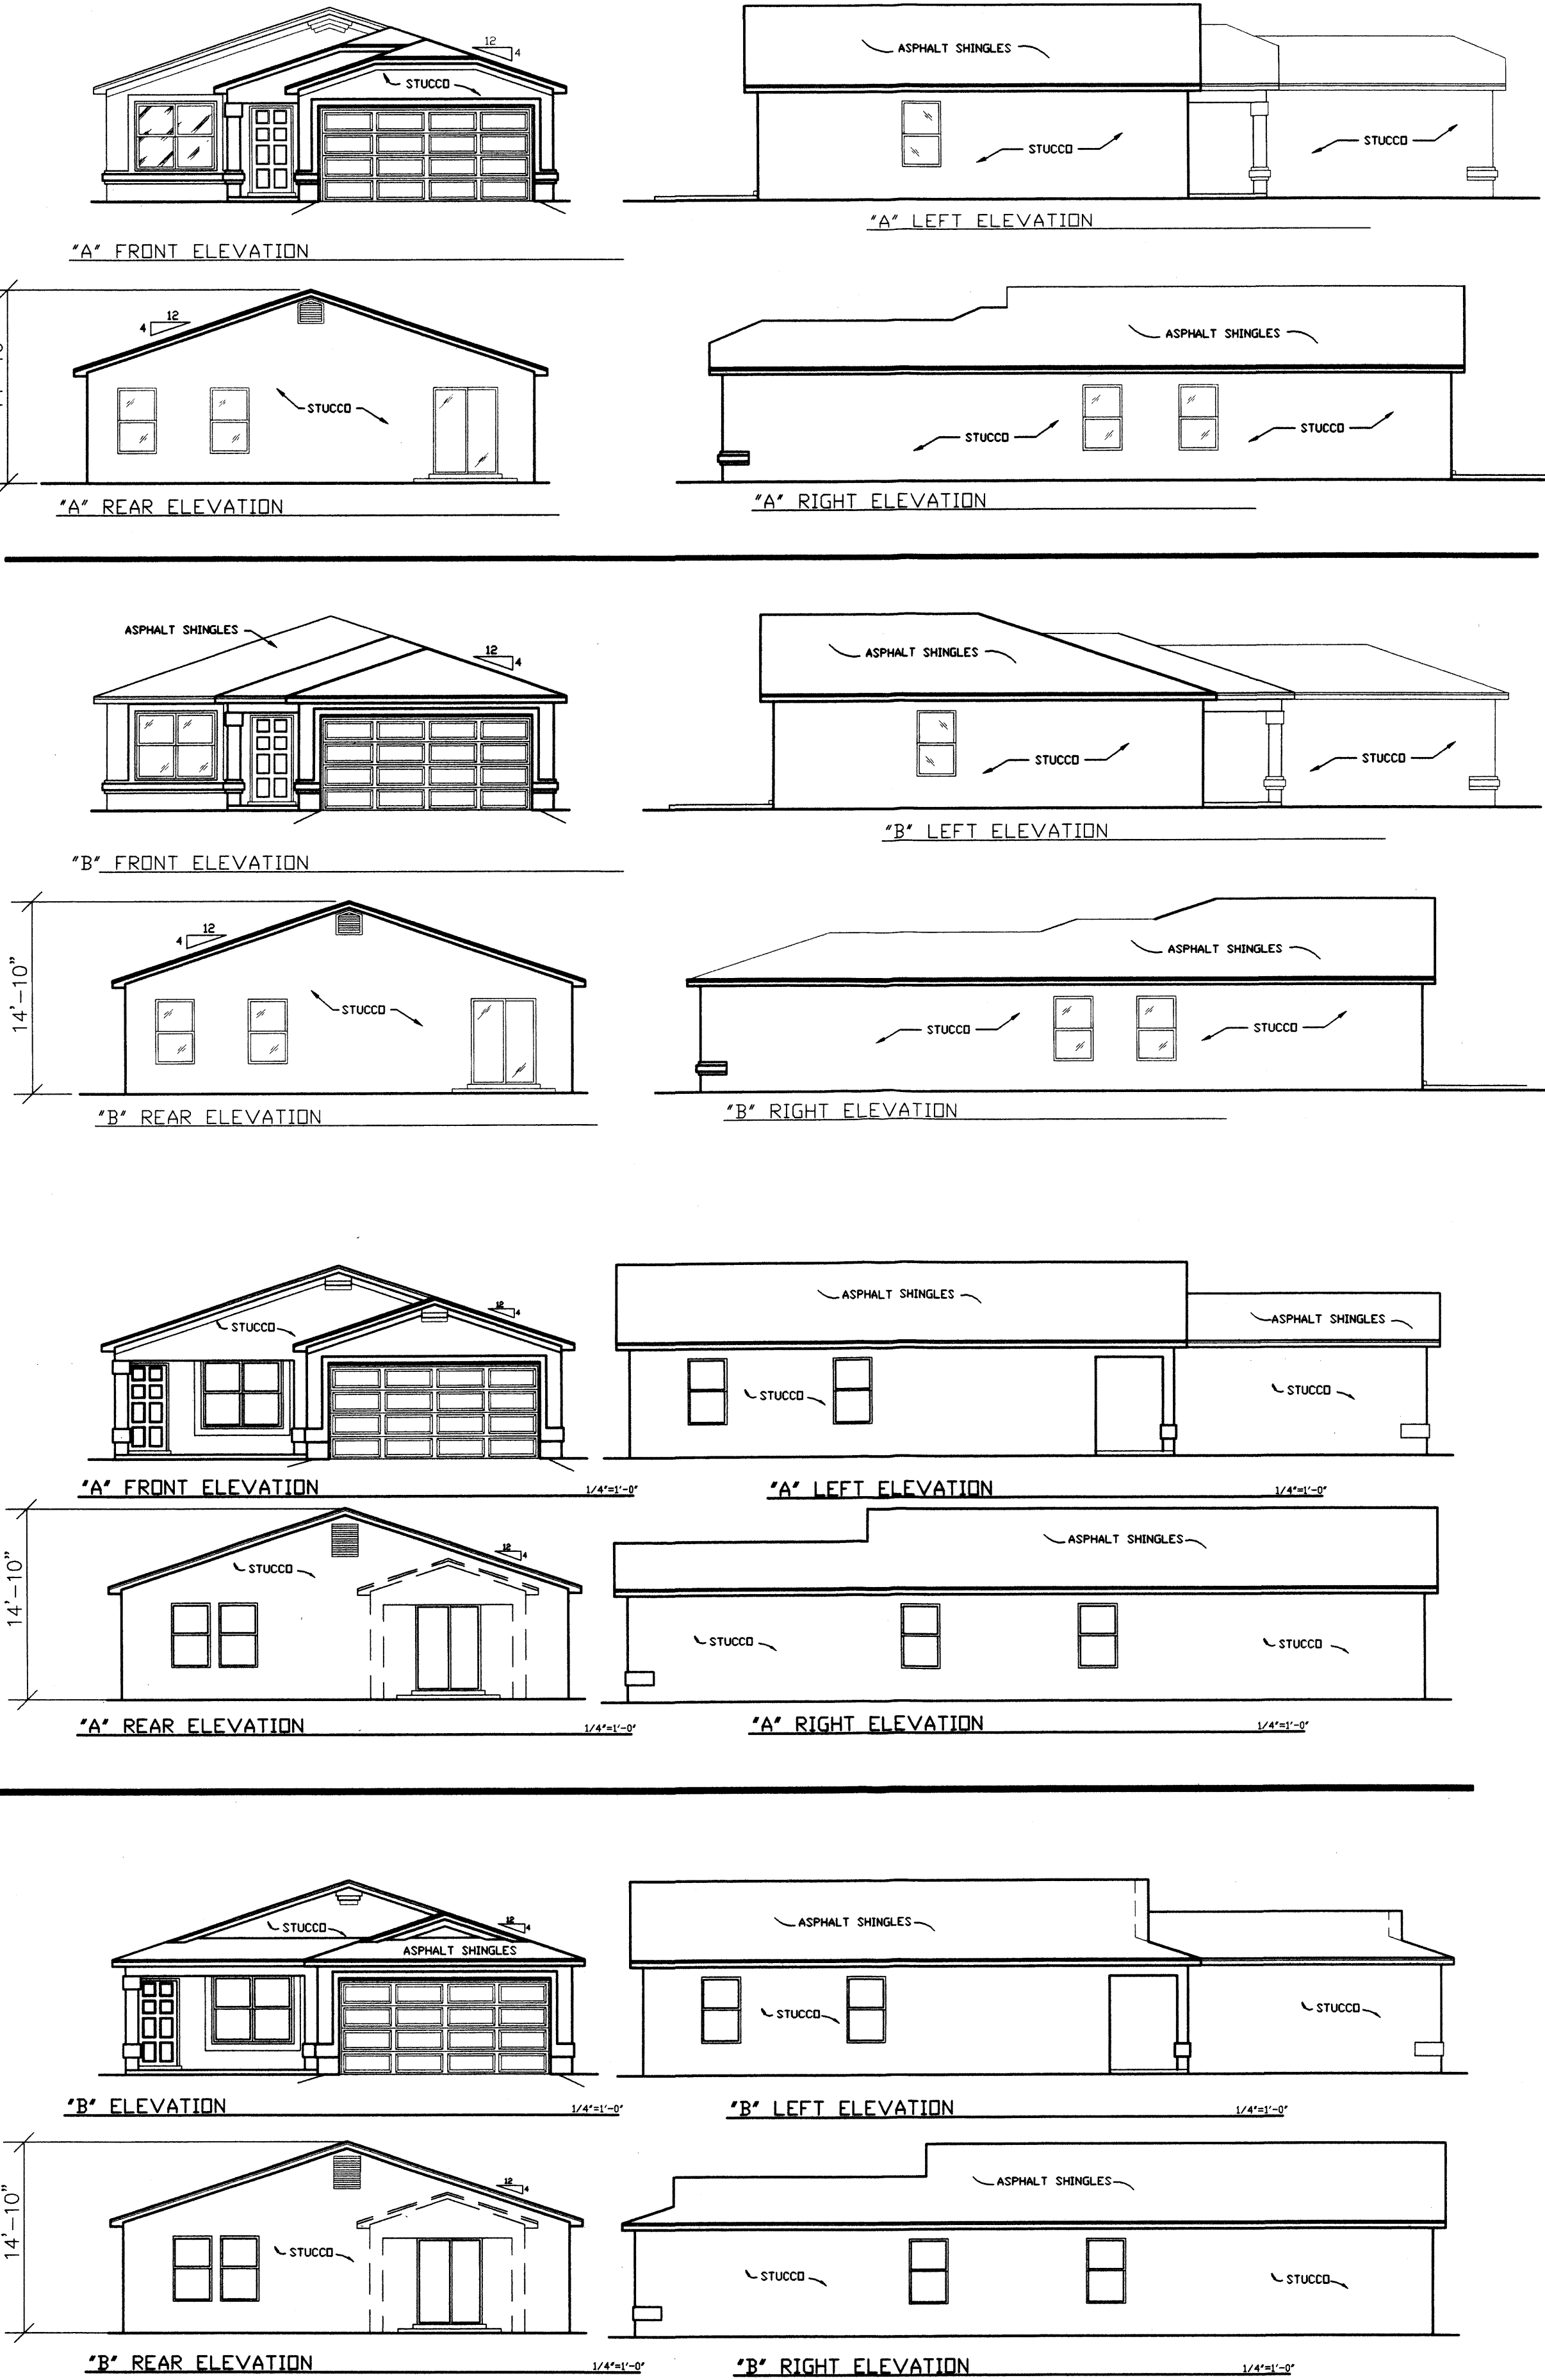 12
4
STUCCO
"A" FRONT ELEVATION
ASPHALT SHINGLES
STUCCO
STUCCO
"A" LEFT ELEVATION
12
4
STUCCO
"A" REAR ELEVATION
ASPHALT SHINGLES
STUCCO
STUCCO
"A" RIGHT ELEVATION
ASPHALT SHINGLES
12
4
"B" FRONT ELEVATION
ASPHALT SHINGLES
STUCCO
STUCCO
"B" LEFT ELEVATION
14'-10"
12
4
STUCCO
"B" REAR ELEVATION
ASPHALT SHINGLES
STUCCO
STUCCO
"B" RIGHT ELEVATION
12
4
STUCCO
"A" FRONT ELEVATION
1/4"=1'-0"
ASPHALT SHINGLES
ASPHALT SHINGLES
STUCCO
STUCCO
"A" LEFT ELEVATION
1/4"=1'-0"
14'-10"
12
4
STUCCO
"A" REAR ELEVATION
1/4"=1'-0"
ASPHALT SHINGLES
STUCCO
STUCCO
"A" RIGHT ELEVATION
1/4"=1'-0"
12
4
STUCCO
ASPHALT SHINGLES
"B" ELEVATION
1/4"=1'-0"
ASPHALT SHINGLES
STUCCO
STUCCO
"B" LEFT ELEVATION
1/4"=1'-0"
14'-10"
12
4
STUCCO
"B" REAR ELEVATION
1/4"=1'-0"
ASPHALT SHINGLES
STUCCO
STUCCO
"B" RIGHT ELEVATION
1/4"=1'-0"